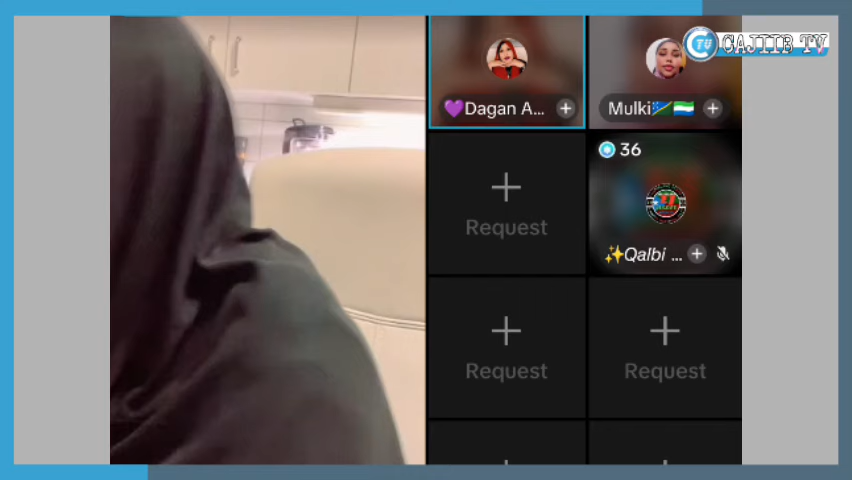 CAJIIB TV
💜Dagan A...
Mulki
Request
36
✨Qalbi ...
Request
Request